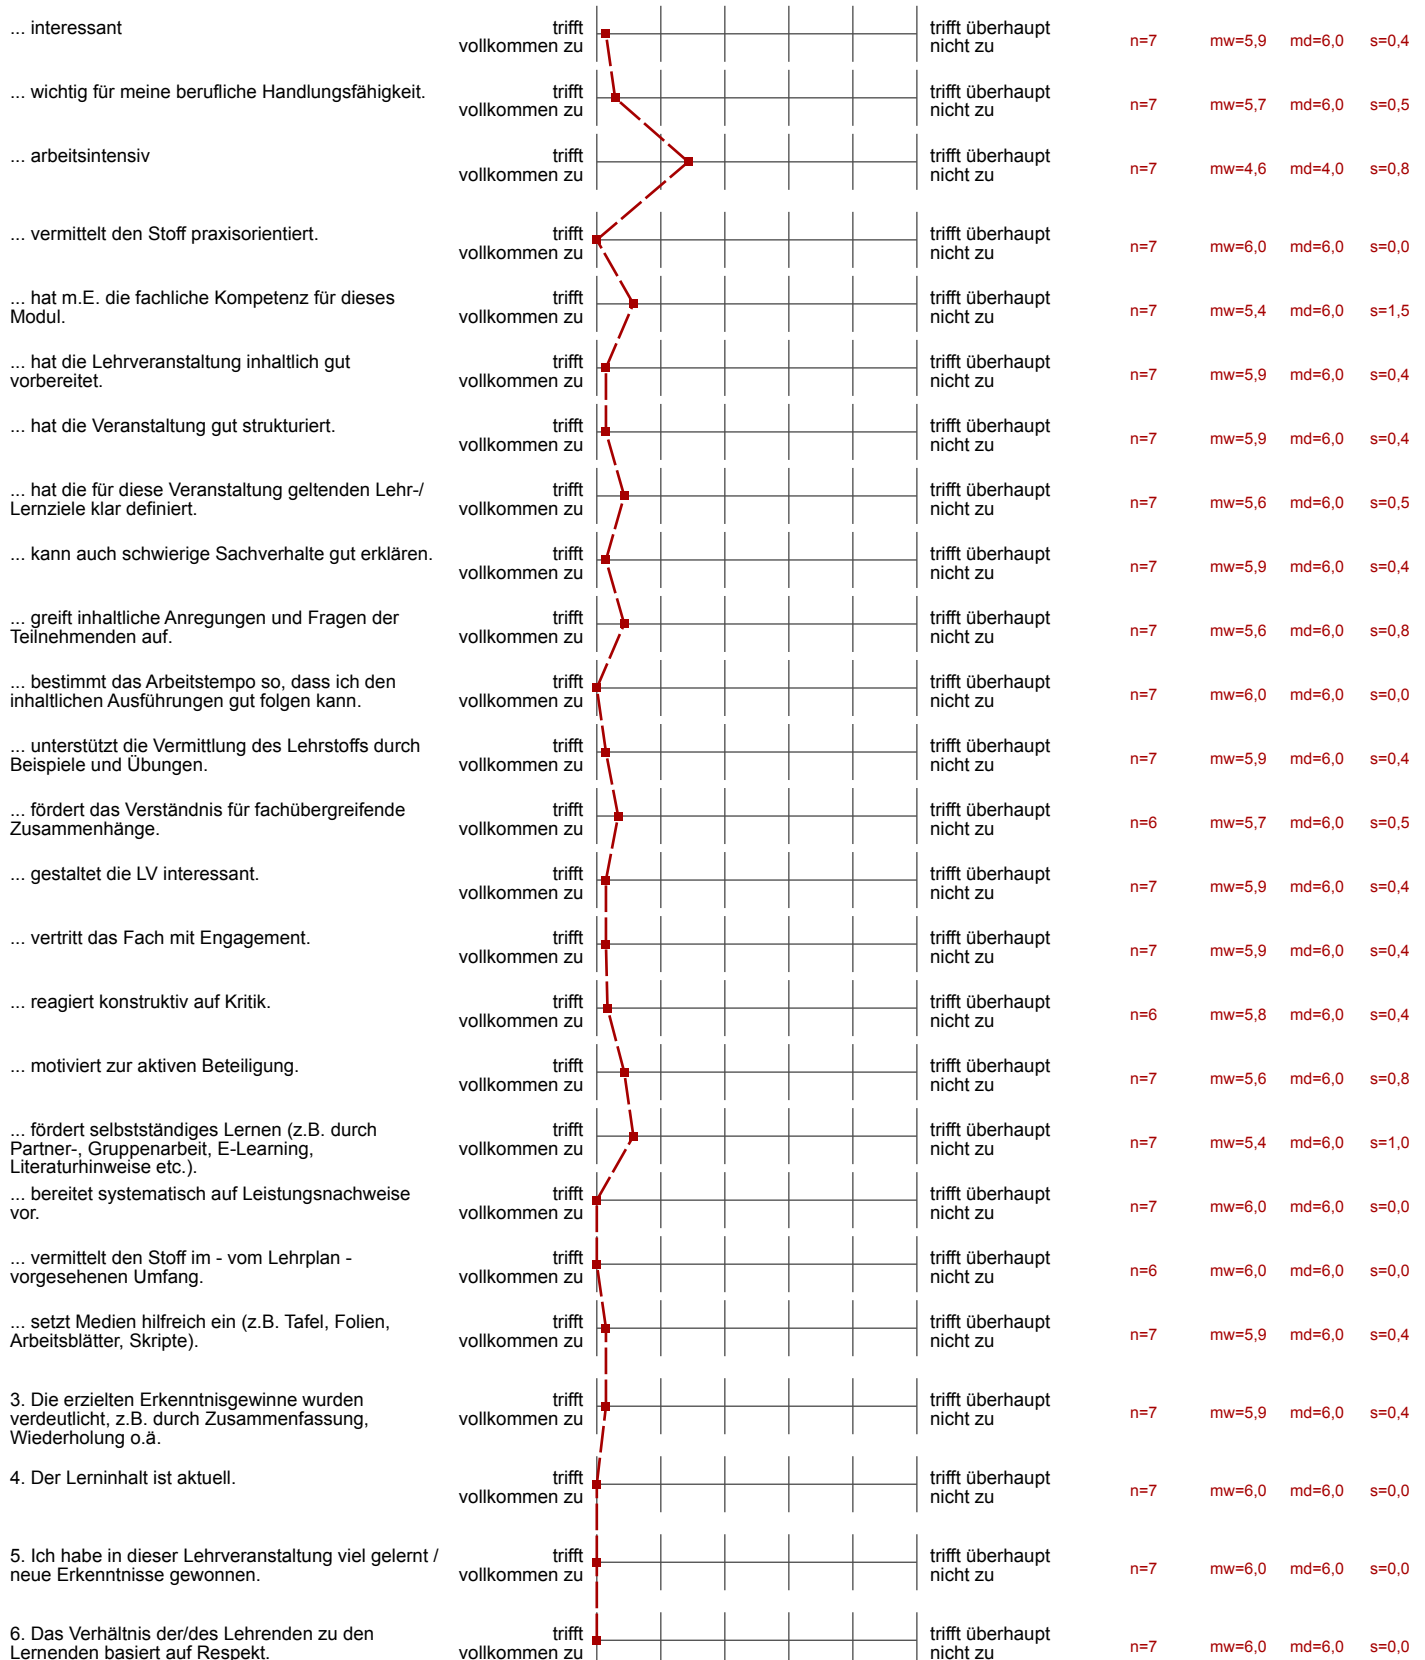 ... interessant
trifft
vollkommen zu
trifft überhaupt
nicht zu
n=7 mw=5,9 md=6,0 s=0,4
... wichtig für meine berufliche Handlungsfähigkeit.
trifft
vollkommen zu
trifft überhaupt
nicht zu
n=7 mw=5,7 md=6,0 s=0,5
... arbeitsintensiv
trifft
vollkommen zu
trifft überhaupt
nicht zu
n=7 mw=4,6 md=4,0 s=0,8
... vermittelt den Stoff praxisorientiert.
trifft
vollkommen zu
trifft überhaupt
nicht zu
n=7 mw=6,0 md=6,0 s=0,0
... hat m.E. die fachliche Kompetenz für dieses
Modul.
trifft
vollkommen zu
trifft überhaupt
nicht zu
n=7 mw=5,4 md=6,0 s=1,5
... hat die Lehrveranstaltung inhaltlich gut
vorbereitet.
trifft
vollkommen zu
trifft überhaupt
nicht zu
n=7 mw=5,9 md=6,0 s=0,4
... hat die Veranstaltung gut strukturiert.
trifft
vollkommen zu
trifft überhaupt
nicht zu
n=7 mw=5,9 md=6,0 s=0,4
... hat die für diese Veranstaltung geltenden Lehr-/
Lernziele klar definiert.
trifft
vollkommen zu
trifft überhaupt
nicht zu
n=7 mw=5,6 md=6,0 s=0,5
... kann auch schwierige Sachverhalte gut erklären.
trifft
vollkommen zu
trifft überhaupt
nicht zu
n=7 mw=5,9 md=6,0 s=0,4
... greift inhaltliche Anregungen und Fragen der
Teilnehmenden auf.
trifft
vollkommen zu
trifft überhaupt
nicht zu
n=7 mw=5,6 md=6,0 s=0,8
... bestimmt das Arbeitstempo so, dass ich den
inhaltlichen Ausführungen gut folgen kann.
trifft
vollkommen zu
trifft überhaupt
nicht zu
n=7 mw=6,0 md=6,0 s=0,0
... unterstützt die Vermittlung des Lehrstoffs durch
Beispiele und Übungen.
trifft
vollkommen zu
trifft überhaupt
nicht zu
n=7 mw=5,9 md=6,0 s=0,4
... fördert das Verständnis für fachübergreifende
Zusammenhänge.
trifft
vollkommen zu
trifft überhaupt
nicht zu
n=6 mw=5,7 md=6,0 s=0,5
... gestaltet die LV interessant.
trifft
vollkommen zu
trifft überhaupt
nicht zu
n=7 mw=5,9 md=6,0 s=0,4
... vertritt das Fach mit Engagement.
trifft
vollkommen zu
trifft überhaupt
nicht zu
n=7 mw=5,9 md=6,0 s=0,4
... reagiert konstruktiv auf Kritik.
trifft
vollkommen zu
trifft überhaupt
nicht zu
n=6 mw=5,8 md=6,0 s=0,4
... motiviert zur aktiven Beteiligung.
trifft
vollkommen zu
trifft überhaupt
nicht zu
n=7 mw=5,6 md=6,0 s=0,8
... fördert selbstständiges Lernen (z.B. durch
Partner-, Gruppenarbeit, E-Learning,
Literaturhinweise etc.).
trifft
vollkommen zu
trifft überhaupt
nicht zu
n=7 mw=5,4 md=6,0 s=1,0
... bereitet systematisch auf Leistungsnachweise
vor.
trifft
vollkommen zu
trifft überhaupt
nicht zu
n=7 mw=6,0 md=6,0 s=0,0
... vermittelt den Stoff im - vom Lehrplan -
vorgesehenen Umfang.
trifft
vollkommen zu
trifft überhaupt
nicht zu
n=6 mw=6,0 md=6,0 s=0,0
... setzt Medien hilfreich ein (z.B. Tafel, Folien,
Arbeitsblätter, Skripte).
trifft
vollkommen zu
trifft überhaupt
nicht zu
n=7 mw=5,9 md=6,0 s=0,4
3. Die erzielten Erkenntnisgewinne wurden
verdeutlicht, z.B. durch Zusammenfassung,
Wiederholung o.ä.
trifft
vollkommen zu
trifft überhaupt
nicht zu
n=7 mw=5,9 md=6,0 s=0,4
4. Der Lerninhalt ist aktuell.
trifft
vollkommen zu
trifft überhaupt
nicht zu
n=7 mw=6,0 md=6,0 s=0,0
5. Ich habe in dieser Lehrveranstaltung viel gelernt /
neue Erkenntnisse gewonnen.
trifft
vollkommen zu
trifft überhaupt
nicht zu
n=7 mw=6,0 md=6,0 s=0,0
6. Das Verhältnis der/des Lehrenden zu den
Lernenden basiert auf Respekt.
trifft
vollkommen zu
trifft überhaupt
nicht zu
n=7 mw=6,0 md=6,0 s=0,0